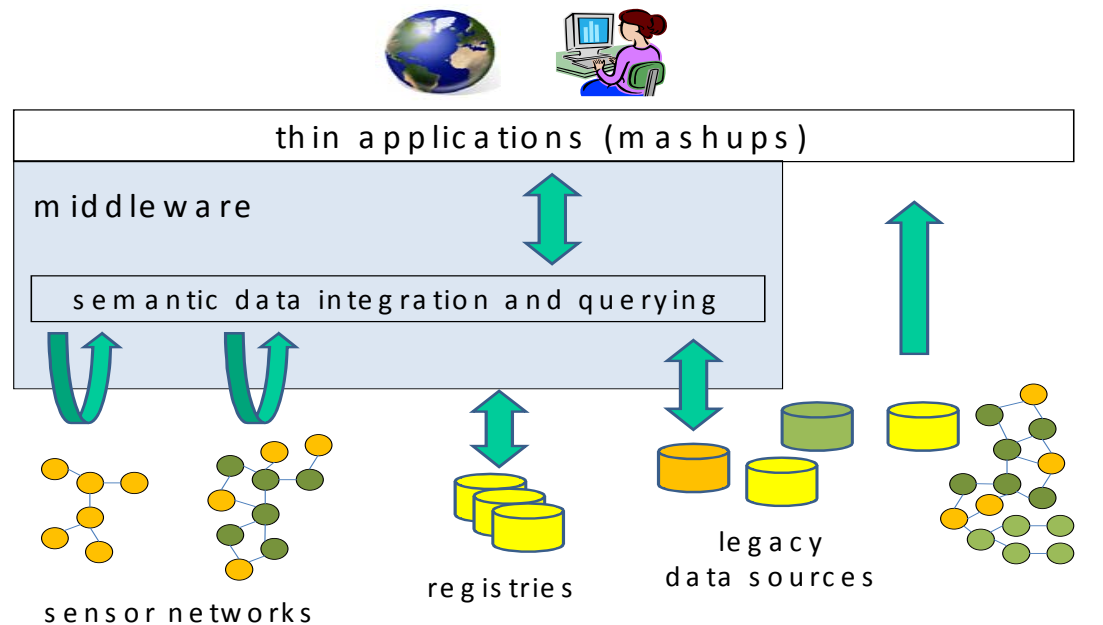 thin applications (mashups)
middleware
semantic data integration and querying
legacy
data sources
registries
sensor networks